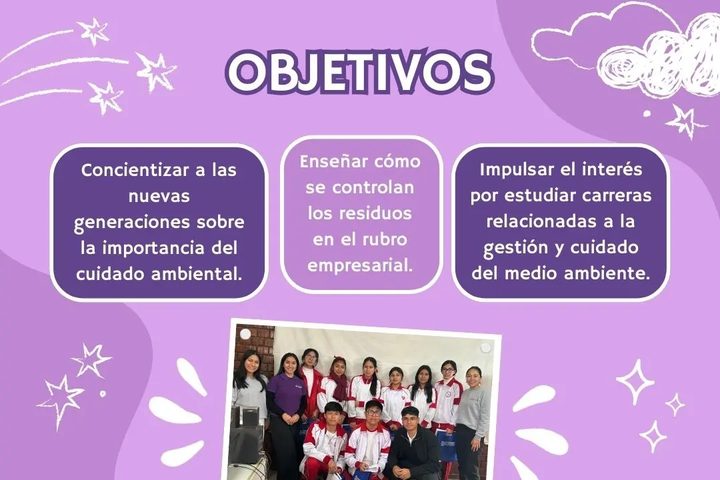 OBJETIVOS
Concientizar a las
nuevas
generaciones sobre
la importancia del
cuidado ambiental.
Enseñar cómo
se controlan
los residuos
en el rubro
empresarial.
Impulsar el interés
por estudiar carreras
relacionadas a la
gestión y cuidado
del medio ambiente.